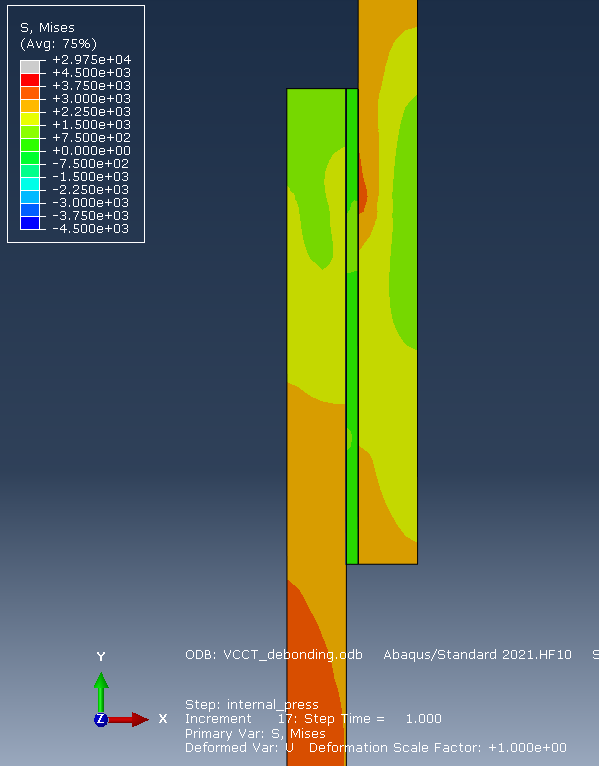 S, Mises
(Avg: 75%)
+2.975e+04
+4.500e+03
+3.750e+03
+3.000e+03
+2.250e+03
+1.500e+03
+7.500e+02
+0.000e+00
-7.500e+02
-1.500e+03
-2.250e+03
-3.000e+03
-3.750e+03
-4.500e+03
Y
Z
X
ODB: VCCT_debonding.odb Abaqus/Standard 2021.HF10 S
Step: internal_press
Increment 17: Step Time = 1.000
Primary Var: S, Mises
Deformed Var: U Deformation Scale Factor: +1.000e+00